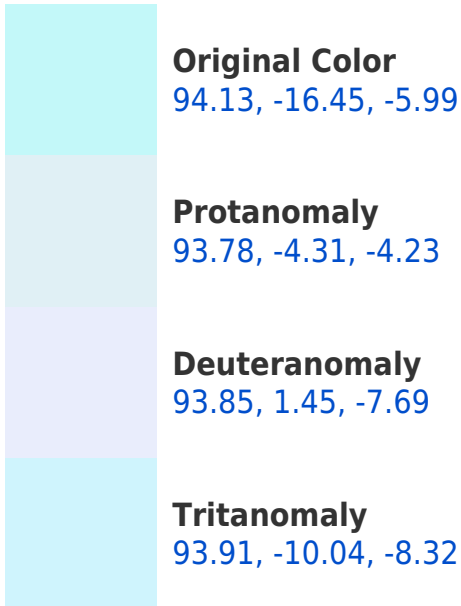 Original Color
94.13, -16.45, -5.99
Protanomaly
93.78, -4.31, -4.23
Deuteranomaly
93.85, 1.45, -7.69
Tritanomaly
93.91, -10.04, -8.32